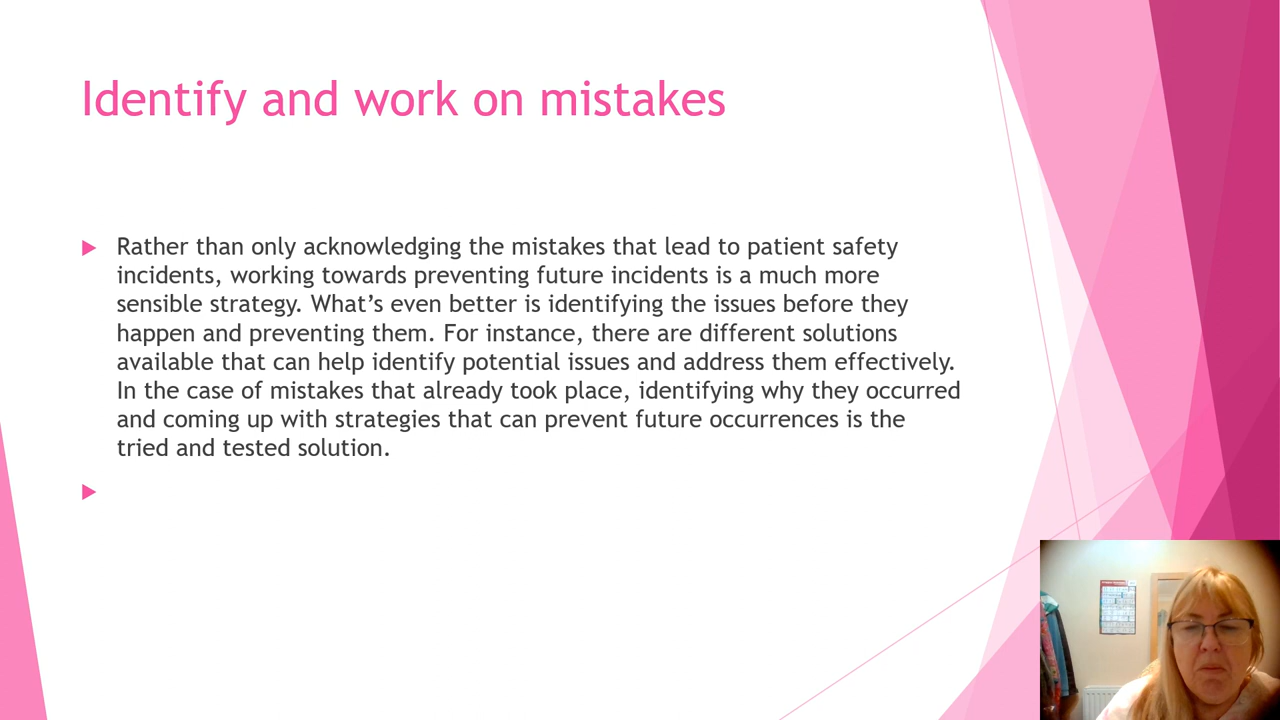 Identify and work on mistakes
Rather than only acknowledging the mistakes that lead to patient safety
incidents, working towards preventing future incidents is a much more
sensible strategy. What’s even better is identifying the issues before they
happen and preventing them. For instance, there are different solutions
available that can help identify potential issues and address them effectively.
In the case of mistakes that already took place, identifying why they occurred
and coming up with strategies that can prevent future occurrences is the
tried and tested solution.